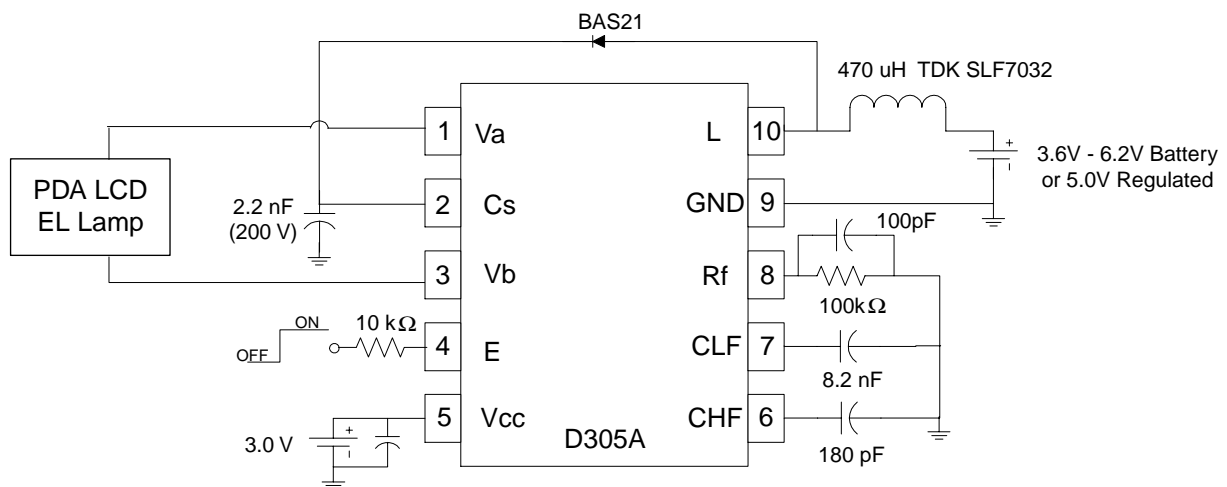 BAS21
470 uH TDK SLF7032
1
Va
L
10
+
-
3.6V - 6.2V Battery
or 5.0V Regulated
PDA LCD
EL Lamp
2.2 nF
(200 V)
2
Cs
GND
9
100pF
3
Vb
Rf
8
100kΩ
ON
OFF
10 kΩ
4
E
CLF
7
8.2 nF
3.0 V
+
-
5
Vcc
CHF
6
180 pF
D305A